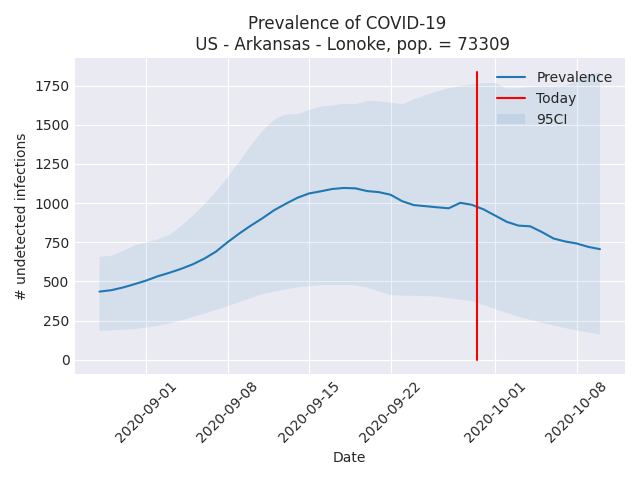 Prevalence of COVID-19
US - Arkansas - Lonoke, pop. = 73309
Prevalence
Today
95CI
# undetected infections
1750
1500
1250
1000
750
500
250
0
2020-09-01
2020-09-08
2020-09-15
2020-09-22
2020-10-01
2020-10-08
Date